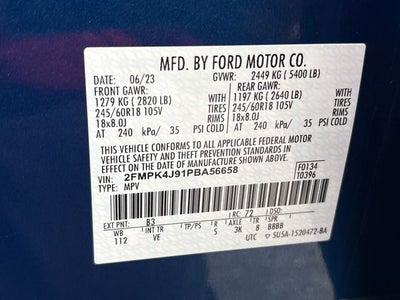 MFD. BY FORD MOTOR CO.
DATE: 06/23 GVWR: 2449 KG ( 5400 LB)
FRONT GAWR: REAR GAWR:
1279 KG ( 2820 LB) WITH 1197 KG ( 2640 LB) WITH
245/60R18 105V TIRES 245/60R18 105V TIRES
18x8.0J RIMS 18x8.0J RIMS
AT 240 kPa/ 35 PSI COLD AT 240 kPa/ 35 PSI COLD
THIS VEHICLE CONFORMS TO ALL APPLICABLE FEDERAL MOTOR
VEHICLE SAFETY AND THEFT PREVENTION STANDARDS IN
EFFECT ON THE DATE OF MANUFACTURE SHOWN ABOVE.
VIN: 2FMPK4J91PBA56658 F0134
TYPE: MPV T0396
EXT PNT: B3 RC: 72
WB INT TR TP/PS R AX TR SPR
112 VE S 3K 8 BBBB
UTC 5U5A-1520472-BA